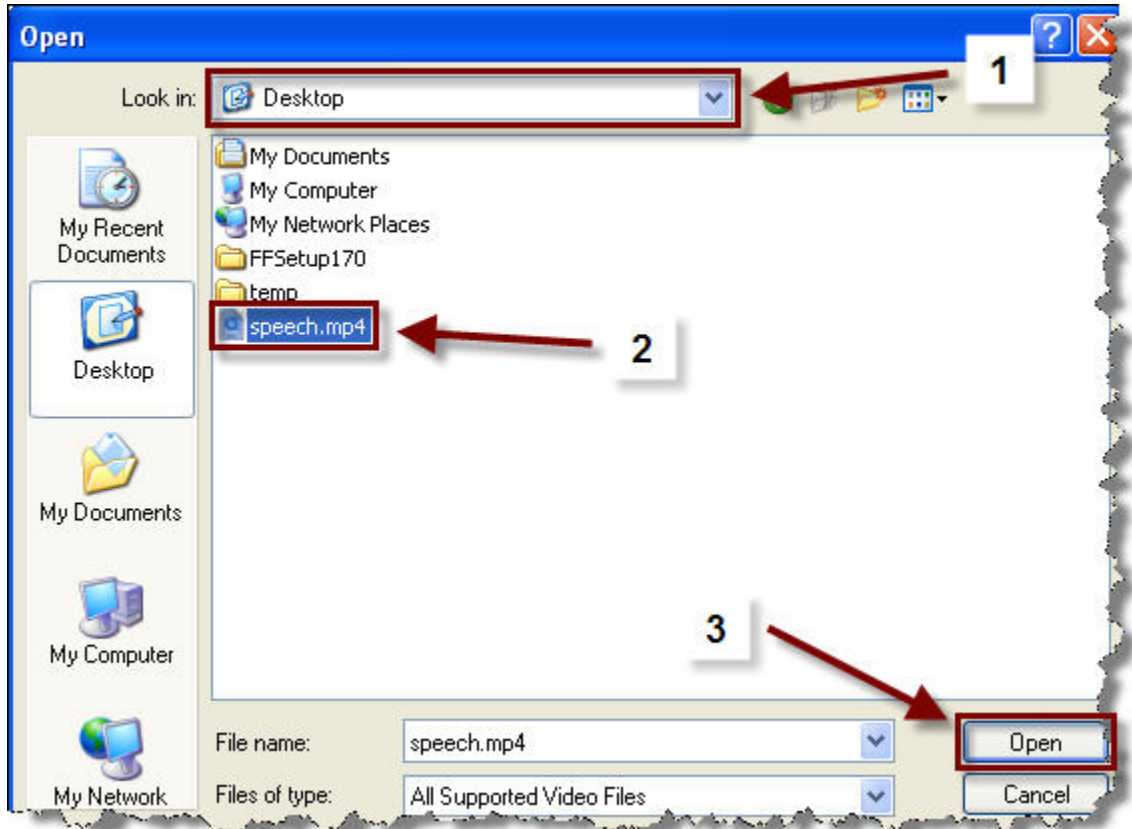 Open
1
Look in:
Desktop
My Documents
My Computer
My Network Places
FFSetup170
temp
speech.mp4
2
My Recent
Documents
Desktop
My Documents
My Computer
My Network
3
File name:
speech.mp4
Open
Files of type:
All Supported Video Files
Cancel